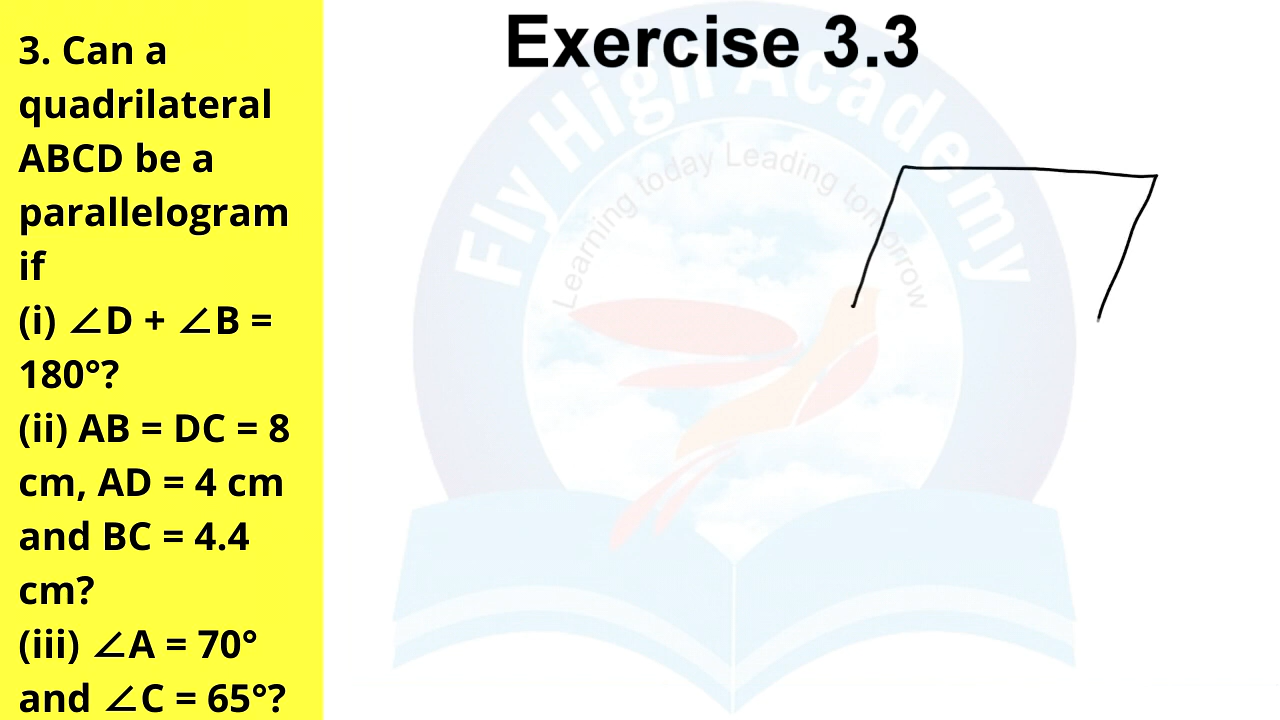 Exercise 3.3
3. Can a
quadrilateral
ABCD be a
parallelogram
if
(i) ∠D + ∠B =
180°?
(ii) AB = DC = 8
cm, AD = 4 cm
and BC = 4.4
cm?
(iii) ∠A = 70°
and ∠C = 65°?
Fly High Academy
Learning today Leading tomorrow